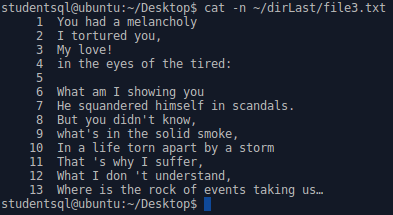 studentsql@ubuntu:~/Desktop$ cat -n ~/dirLast/file3.txt
1 You had a melancholy
2 I tortured you,
3 My love!
4 in the eyes of the tired:
5
6 What am I showing you
7 He squandered himself in scandals.
8 But you didn't know,
9 what's in the solid smoke,
10 In a life torn apart by a storm
11 That 's why I suffer,
12 What I don 't understand,
13 Where is the rock of events taking us…
studentsql@ubuntu:~/Desktop$